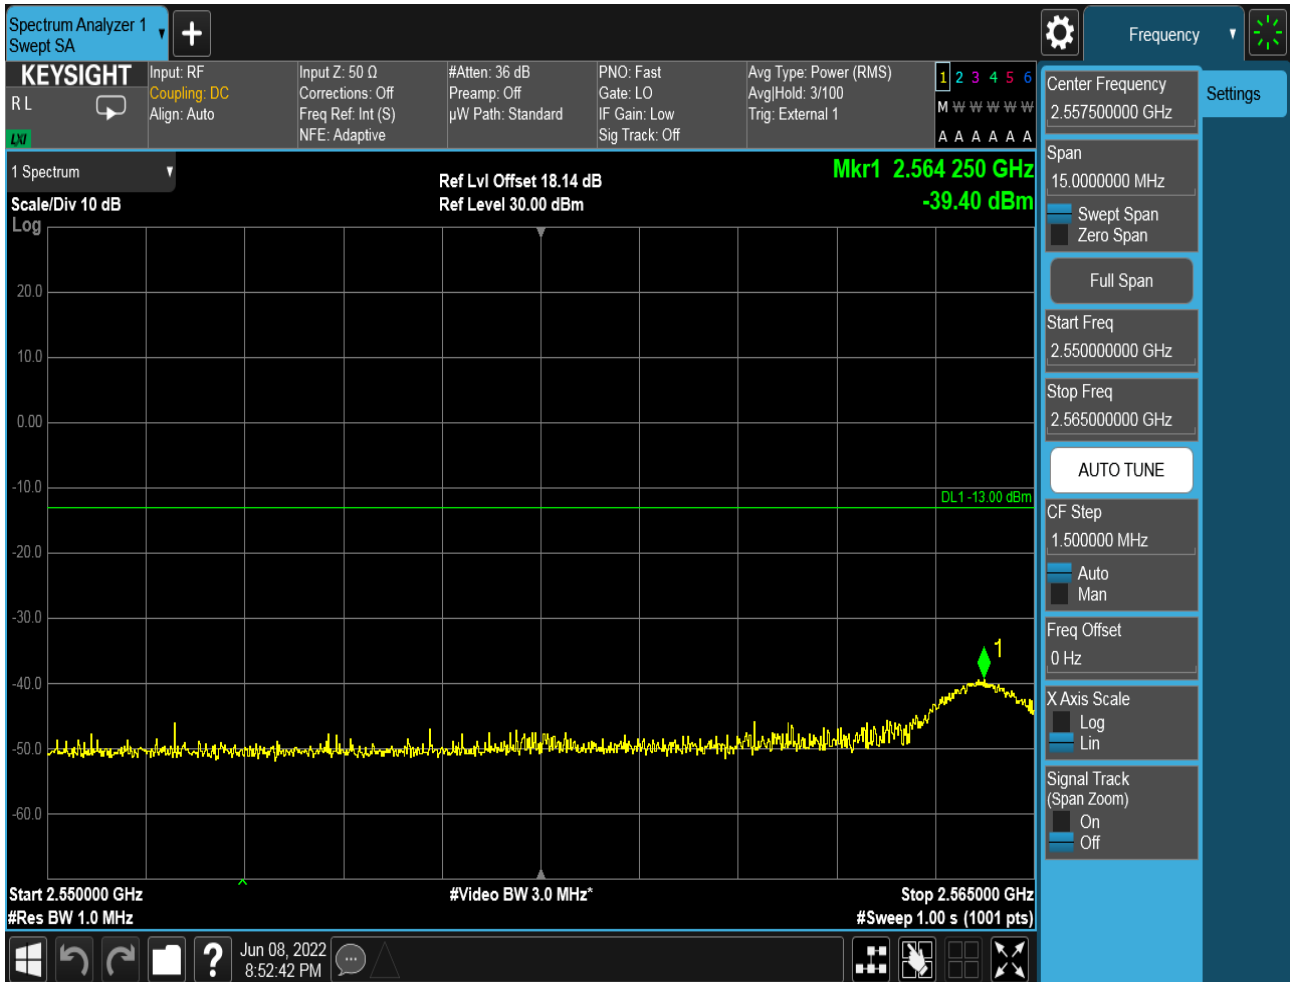 Spectrum Analyzer 1
Swept SA
Frequency
KEYSIGHT
R L
LXI
Input: RF
Coupling: DC
Align: Auto
Input Z: 50 Ω
Corrections: Off
Freq Ref: Int (S)
NFE: Adaptive
#Atten: 36 dB
Preamp: Off
µW Path: Standard
PNO: Fast
Gate: LO
IF Gain: Low
Sig Track: Off
Avg Type: Power (RMS)
Avg|Hold: 3/100
Trig: External 1
1 2 3 4 5 6
M W W W W W
A A A A A A
1 Spectrum
Scale/Div 10 dB
Log
Ref Lvl Offset 18.14 dB
Ref Level 30.00 dBm
Mkr1 2.564 250 GHz
-39.40 dBm
20.0
10.0
0.00
-10.0
DL1 -13.00 dBm
-20.0
-30.0
1
-40.0
-50.0
-60.0
Start 2.550000 GHz
#Res BW 1.0 MHz
#Video BW 3.0 MHz*
Stop 2.565000 GHz
#Sweep 1.00 s (1001 pts)
Center Frequency
2.557500000 GHz
Settings
Span
15.0000000 MHz
Swept Span
Zero Span
Full Span
Start Freq
2.550000000 GHz
Stop Freq
2.565000000 GHz
AUTO TUNE
CF Step
1.500000 MHz
Auto
Man
Freq Offset
0 Hz
X Axis Scale
Log
Lin
Signal Track
(Span Zoom)
On
Off
?
Jun 08, 2022
8:52:42 PM